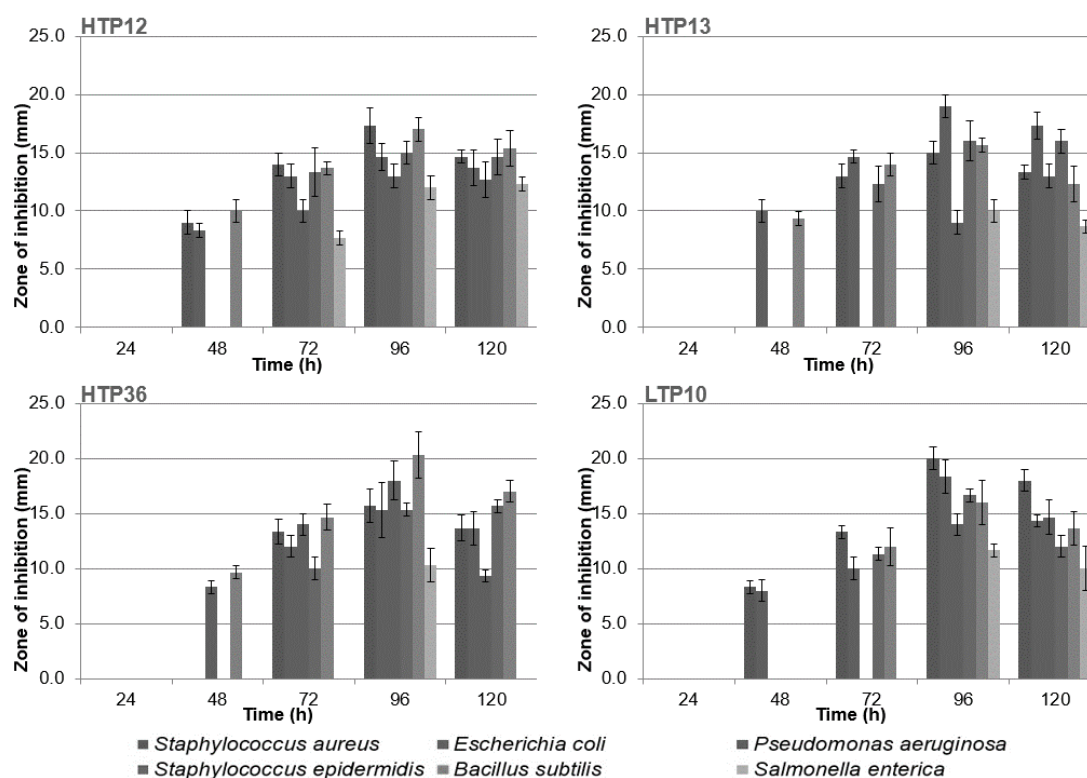 HTP12
25.0
20.0
15.0
10.0
5.0
0.0
Zone of inhibition (mm)
24 48 72 96 120
Time (h)
HTP13
25.0
20.0
15.0
10.0
5.0
0.0
Zone of inhibition (mm)
24 48 72 96 120
Time (h)
HTP36
25.0
20.0
15.0
10.0
5.0
0.0
Zone of inhibition (mm)
24 48 72 96 120
Time (h)
LTP10
25.0
20.0
15.0
10.0
5.0
0.0
Zone of inhibition (mm)
24 48 72 96 120
Time (h)
Staphylococcus aureus Escherichia coli Pseudomonas aeruginosa
Staphylococcus epidermidis Bacillus subtilis Salmonella enterica